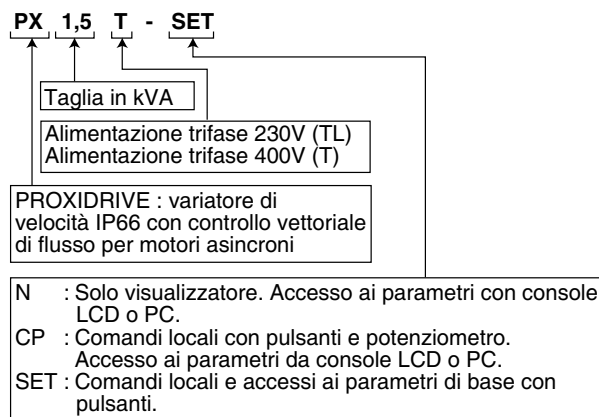 PX 1,5 T - SET
Taglia in kVA
Alimentazione trifase 230V (TL)
Alimentazione trifase 400V (T)
PROXIDRIVE : variatore di
velocità IP66 con controllo vettoriale
di flusso per motori asincroni
N : Solo visualizzatore. Accesso ai parametri con console
LCD o PC.
CP : Comandi locali con pulsanti e potenziometro.
Accesso ai parametri da console LCD o PC.
SET : Comandi locali e accessi ai parametri di base con
pulsanti.